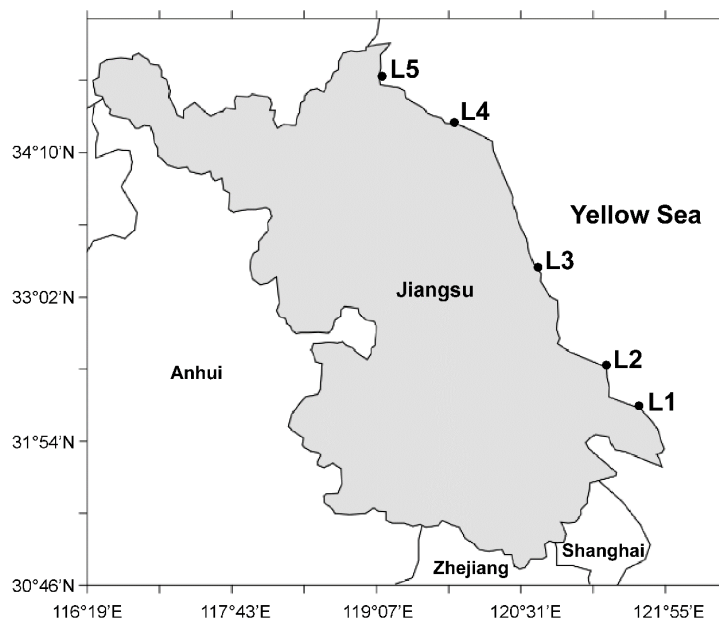 L5
L4
34°10’N
Yellow Sea
L3
Jiangsu
33°02’N
L2
Anhui
L1
31°54’N
Shanghai
Zhejiang
30°46’N
116°19’E 117°43’E 119°07’E 120°31’E 121°55’E